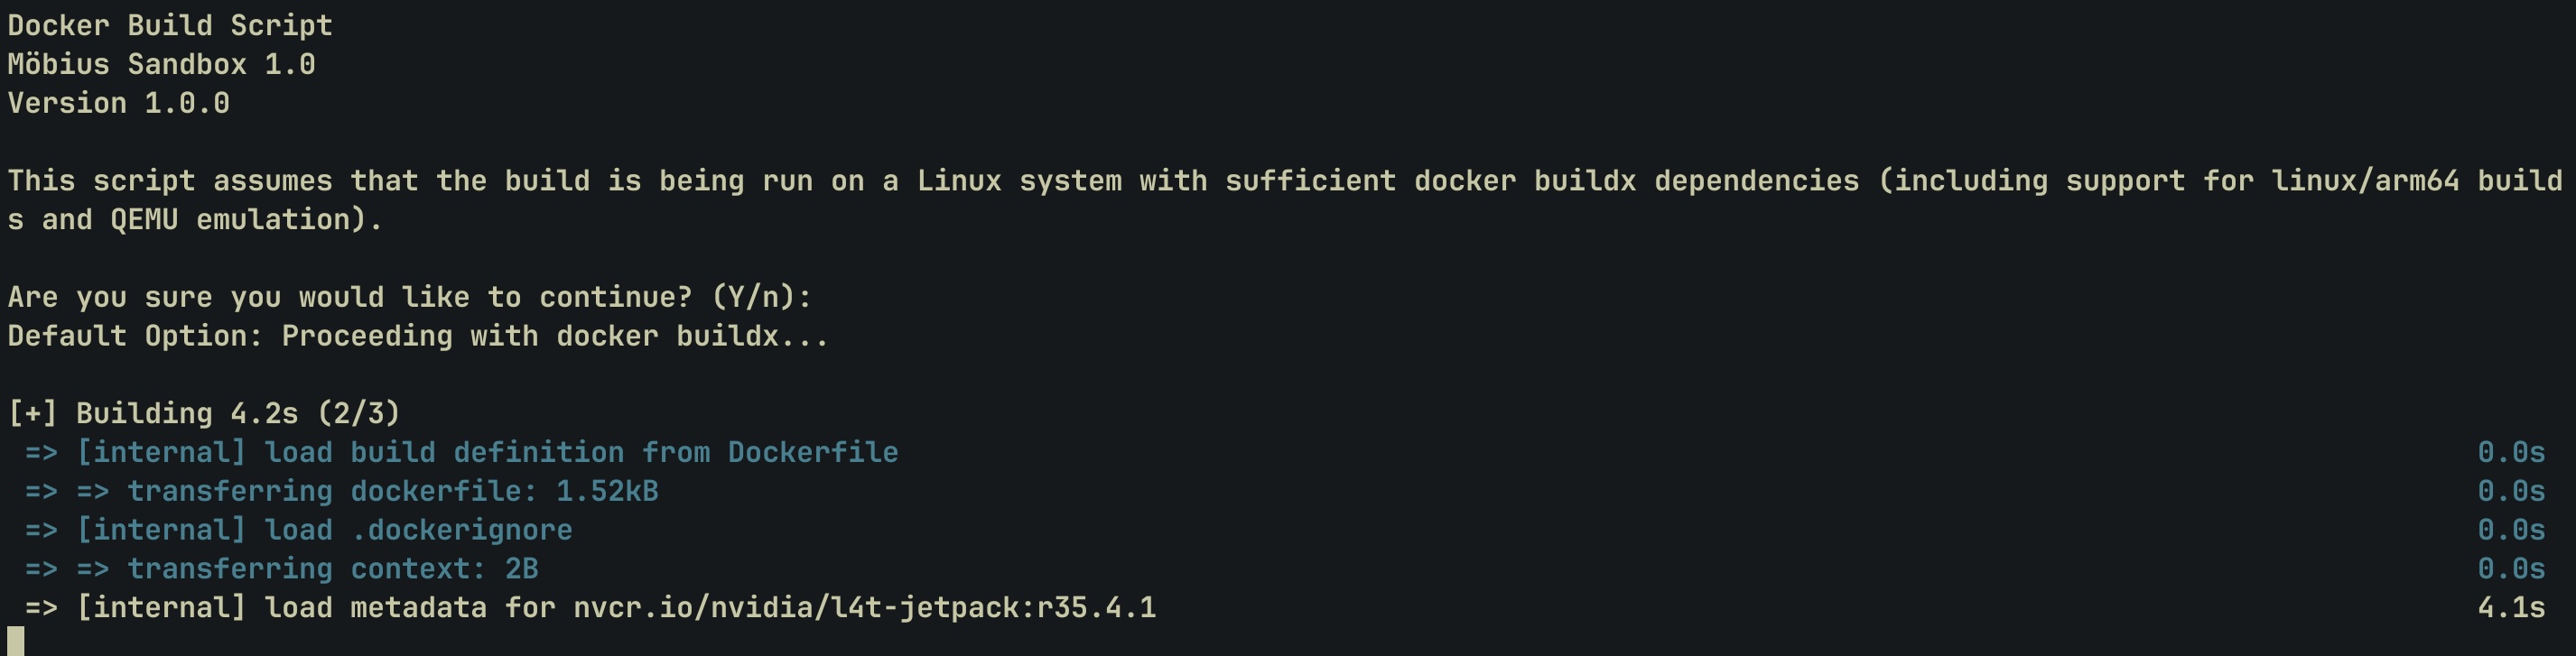 Docker Build Script
Möbius Sandbox 1.0
Version 1.0.0
This script assumes that the build is being run on a Linux system with sufficient docker buildx dependencies (including support for linux/arm64 build
s and QEMU emulation).
Are you sure you would like to continue? (Y/n):
Default Option: Proceeding with docker buildx...
[+] Building 4.2s (2/3)
=> [internal] load build definition from Dockerfile 0.0s
=> => transferring dockerfile: 1.52kB 0.0s
=> [internal] load .dockerignore 0.0s
=> => transferring context: 2B 0.0s
=> [internal] load metadata for nvcr.io/nvidia/l4t-jetpack:r35.4.1 4.1s